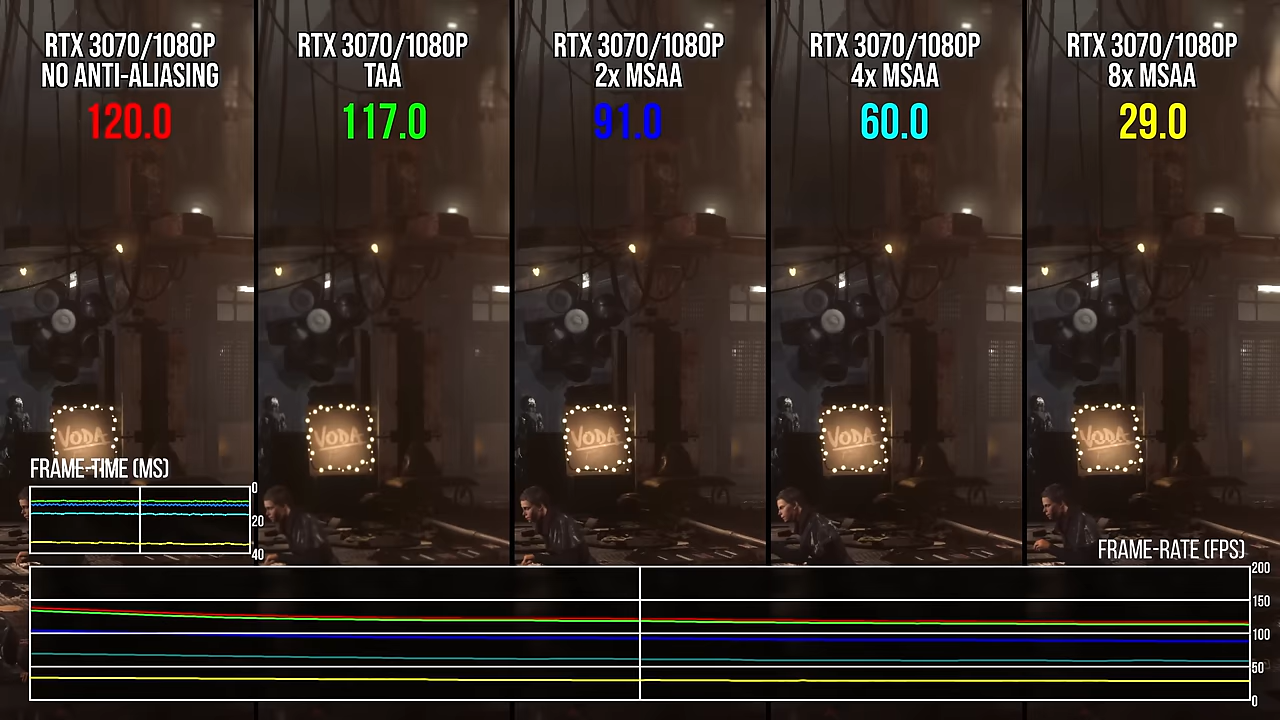 RTX 3070/1080P
NO ANTI-ALIASING
120.0
RTX 3070/1080P
TAA
117.0
RTX 3070/1080P
2x MSAA
91.0
RTX 3070/1080P
4x MSAA
60.0
RTX 3070/1080P
8x MSAA
29.0
VODA
VODA
VODA
VODA
VODA
FRAME-TIME (MS)
0
20
40
FRAME-RATE (FPS)
200
150
100
50
0